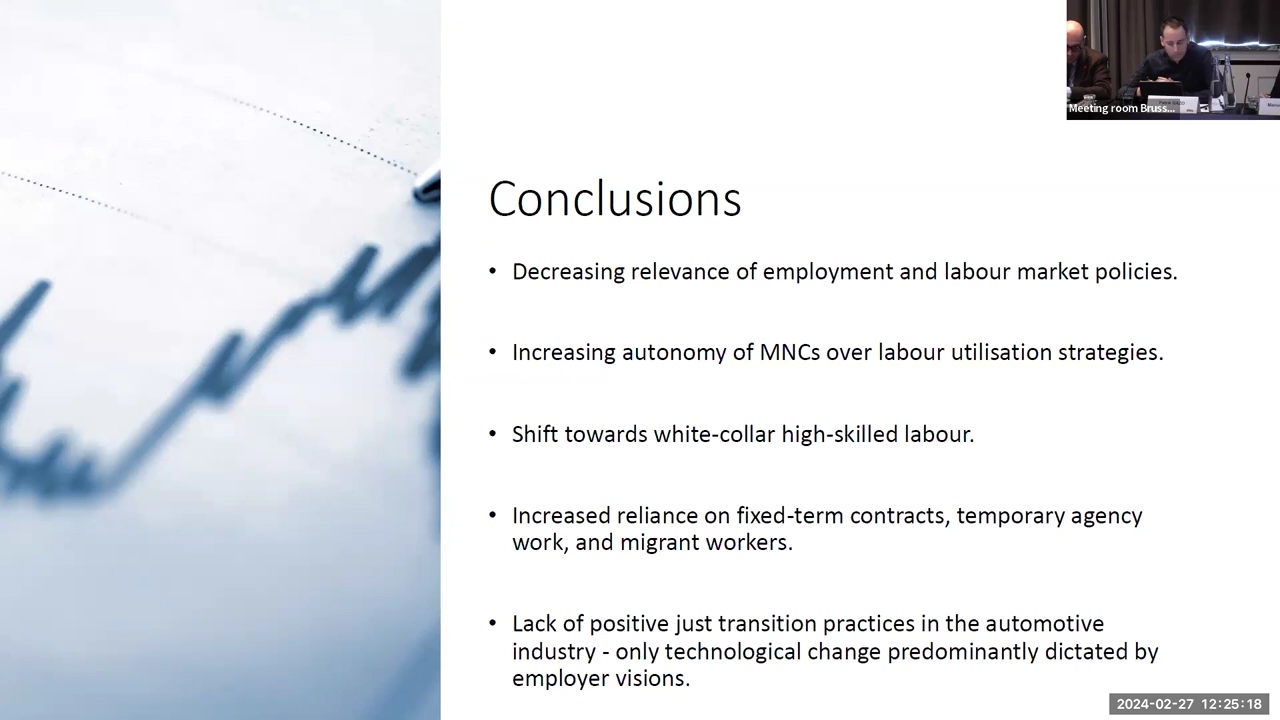 Meeting room Bruss...
Conclusions
• Decreasing relevance of employment and labour market policies.
• Increasing autonomy of MNCs over labour utilisation strategies.
• Shift towards white-collar high-skilled labour.
• Increased reliance on fixed-term contracts, temporary agency
work, and migrant workers.
• Lack of positive just transition practices in the automotive
industry - only technological change predominantly dictated by
employer visions.
2024-02-27 12:25:18